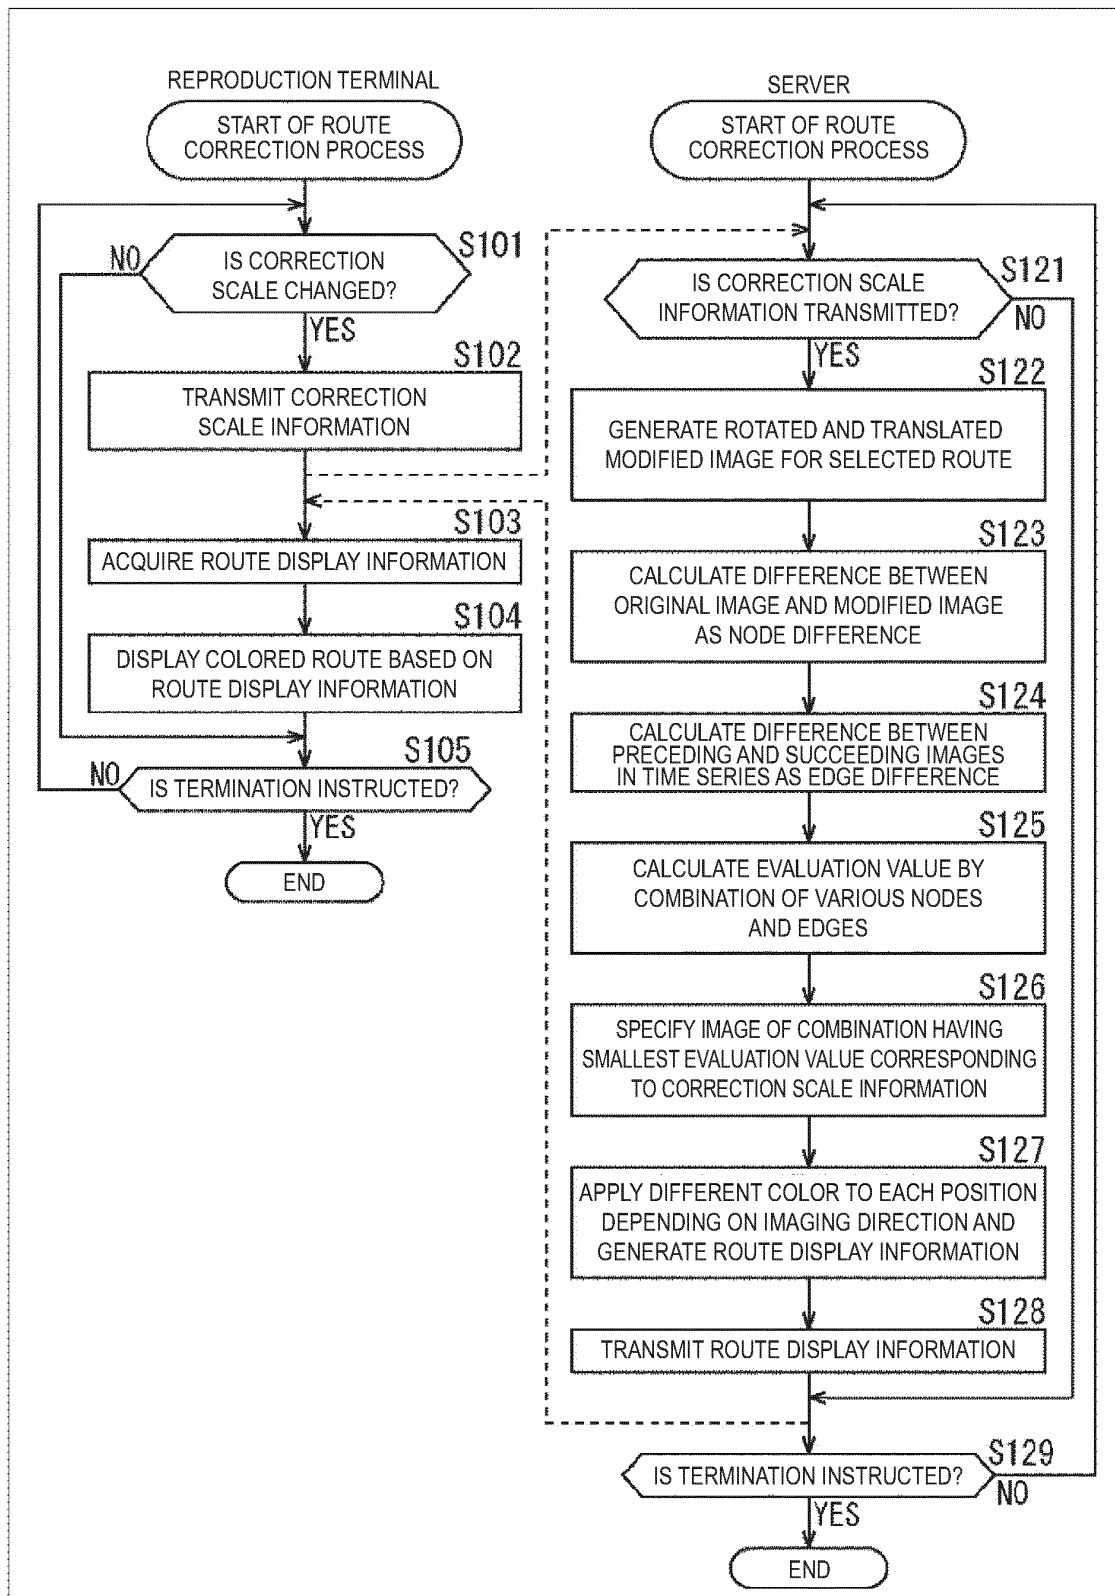 REPRODUCTION TERMINAL
START OF ROUTE
CORRECTION PROCESS
NO
S101
IS CORRECTION
SCALE CHANGED?
YES
S102
TRANSMIT CORRECTION
SCALE INFORMATION
S103
ACQUIRE ROUTE DISPLAY INFORMATION
S104
DISPLAY COLORED ROUTE BASED ON
ROUTE DISPLAY INFORMATION
S105
NO
IS TERMINATION INSTRUCTED?
YES
END
SERVER
START OF ROUTE
CORRECTION PROCESS
S121
IS CORRECTION SCALE
INFORMATION TRANSMITTED?
NO
YES
S122
GENERATE ROTATED AND TRANSLATED
MODIFIED IMAGE FOR SELECTED ROUTE
S123
CALCULATE DIFFERENCE BETWEEN
ORIGINAL IMAGE AND MODIFIED IMAGE
AS NODE DIFFERENCE
S124
CALCULATE DIFFERENCE BETWEEN
PRECEDING AND SUCCEEDING IMAGES
IN TIME SERIES AS EDGE DIFFERENCE
S125
CALCULATE EVALUATION VALUE BY
COMBINATION OF VARIOUS NODES
AND EDGES
S126
SPECIFY IMAGE OF COMBINATION HAVING
SMALLEST EVALUATION VALUE CORRESPONDING
TO CORRECTION SCALE INFORMATION
S127
APPLY DIFFERENT COLOR TO EACH POSITION
DEPENDING ON IMAGING DIRECTION AND
GENERATE ROUTE DISPLAY INFORMATION
S128
TRANSMIT ROUTE DISPLAY INFORMATION
S129
IS TERMINATION INSTRUCTED?
NO
YES
END